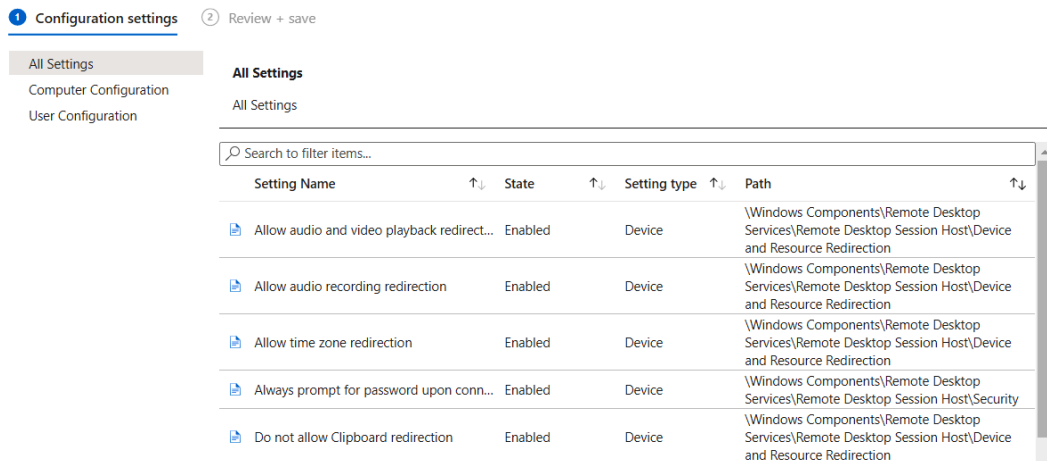 1 Configuration settings 2 Review + save
All Settings
Computer Configuration
User Configuration
All Settings
All Settings
Search to filter items...
Setting Name State Setting type Path
Allow audio and video playback redirect... Enabled Device \Windows Components\Remote Desktop
Services\Remote Desktop Session Host\Device
and Resource Redirection
Allow audio recording redirection Enabled Device \Windows Components\Remote Desktop
Services\Remote Desktop Session Host\Device
and Resource Redirection
Allow time zone redirection Enabled Device \Windows Components\Remote Desktop
Services\Remote Desktop Session Host\Device
and Resource Redirection
Always prompt for password upon conn... Enabled Device \Windows Components\Remote Desktop
Services\Remote Desktop Session Host\Security
Do not allow Clipboard redirection Enabled Device \Windows Components\Remote Desktop
Services\Remote Desktop Session Host\Device
and Resource Redirection